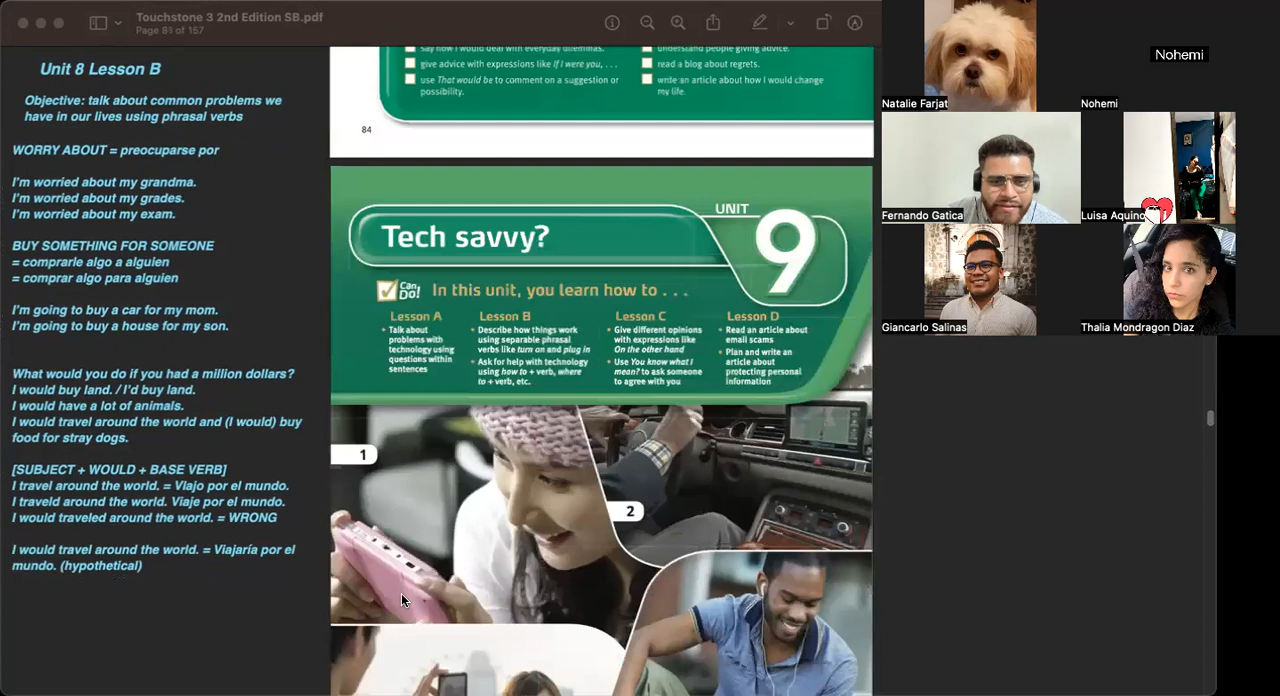 Touchstone 3 2nd Edition SB.pdf
Page 81 of 157
Unit 8 Lesson B
Objective: talk about common problems we
have in our lives using phrasal verbs
WORRY ABOUT = preocuparse por
I'm worried about my grandma.
I'm worried about my grades.
I'm worried about my exam.
BUY SOMETHING FOR SOMEONE
= comprarle algo a alguien
= comprar algo para alguien
I'm going to buy a car for my mom.
I'm going to buy a house for my son.
What would you do if you had a million dollars?
I would buy land. / I'd buy land.
I would have a lot of animals.
I would travel around the world and (I would) buy
food for stray dogs.
[SUBJECT + WOULD + BASE VERB]
I travel around the world. = VIajo por el mundo.
I traveld around the world. Viaje por el mundo.
I would traveled around the world. = WRONG
I would travel around the world. = Viajaría por el
mundo. (hypothetical)
say how I would deal with everyday dilemmas.
give advice with expressions like If I were you, . . .
use That would be to comment on a suggestion or
possibility.
understand people giving advice.
read a blog about regrets.
write an article about how I would change
my life.
84
UNIT
9
Tech savvy?
Can Do!
In this unit, you learn how to . . .
Lesson A
• Talk about
problems with
technology using
questions within
sentences
Lesson B
• Describe how things work
using separable phrasal
verbs like turn on and plug in
• Ask for help with technology
using how to + verb, where
to + verb, etc.
Lesson C
• Give different opinions
with expressions like
On the other hand
• Use You know what I
mean? to ask someone
to agree with you
Lesson D
• Read an article about
email scams
• Plan and write an
article about
protecting personal
information
1
2
Natalie Farjat
Nohemi
Nohemi
Fernando Gatica
Luisa Aquino
Giancarlo Salinas
Thalia Mondragon Diaz